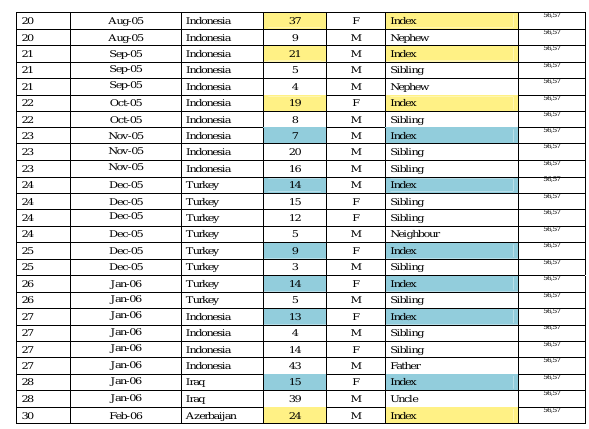 20 Aug-05 Indonesia 37 F Index 56,57
20 Aug-05 Indonesia 9 M Nephew 56,57
21 Sep-05 Indonesia 21 M Index 56,57
21 Sep-05 Indonesia 5 M Sibling 56,57
21 Sep-05 Indonesia 4 M Nephew 56,57
22 Oct-05 Indonesia 19 F Index 56,57
22 Oct-05 Indonesia 8 M Sibling 56,57
23 Nov-05 Indonesia 7 M Index 56,57
23 Nov-05 Indonesia 20 M Sibling 56,57
23 Nov-05 Indonesia 16 M Sibling 56,57
24 Dec-05 Turkey 14 M Index 56,57
24 Dec-05 Turkey 15 F Sibling 56,57
24 Dec-05 Turkey 12 F Sibling 56,57
24 Dec-05 Turkey 5 M Neighbour 56,57
25 Dec-05 Turkey 9 F Index 56,57
25 Dec-05 Turkey 3 M Sibling 56,57
26 Jan-06 Turkey 14 F Index 56,57
26 Jan-06 Turkey 5 M Sibling 56,57
27 Jan-06 Indonesia 13 F Index 56,57
27 Jan-06 Indonesia 4 M Sibling 56,57
27 Jan-06 Indonesia 14 F Sibling 56,57
27 Jan-06 Indonesia 43 M Father 56,57
28 Jan-06 Iraq 15 F Index 56,57
28 Jan-06 Iraq 39 M Uncle 56,57
30 Feb-06 Azerbaijan 24 M Index 56,57